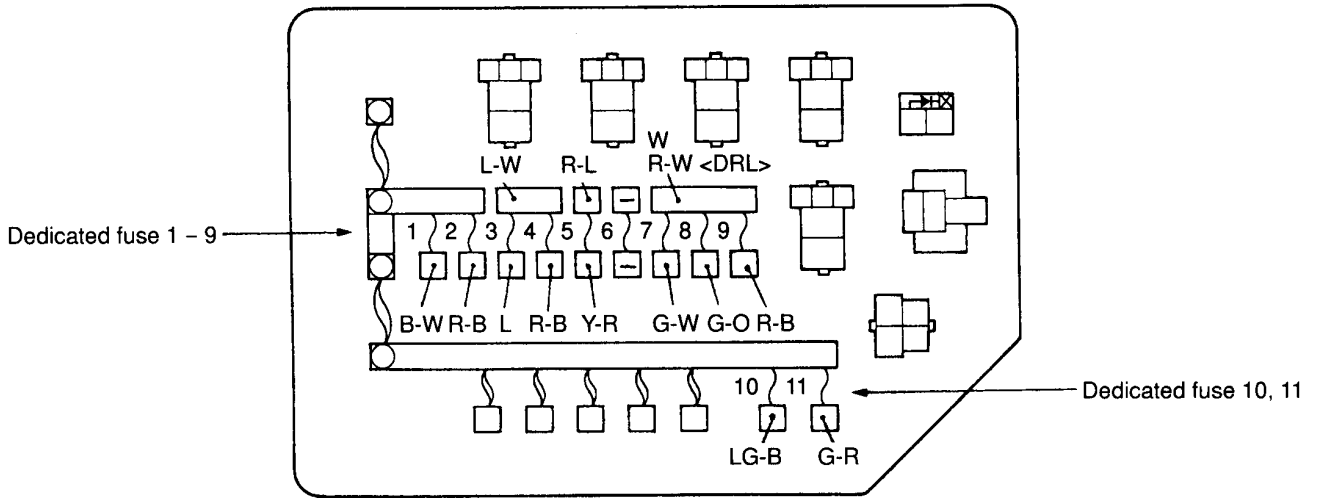 W
L-W R-L R-W <DRL>
Dedicated fuse 1 – 9
1 2 3 4 5 6 7 8 9
B-W R-B L R-B Y-R G-W G-O R-B
10 11
Dedicated fuse 10, 11
LG-B G-R